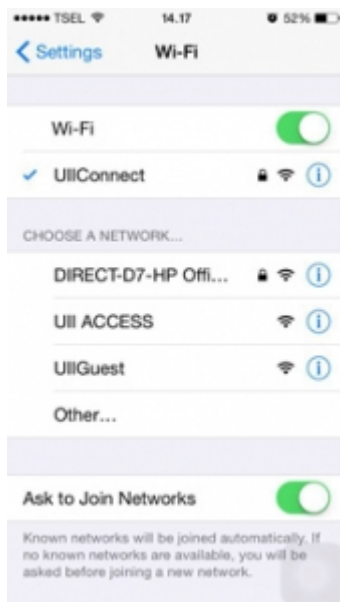 TSEL 14.17 52%
Settings Wi-Fi
Wi-Fi
UIIConnect
CHOOSE A NETWORK...
DIRECT-D7-HP Offi...
UII ACCESS
UIIGuest
Other...
Ask to Join Networks
Known networks will be joined automatically. If
no known networks are available, you will be
asked before joining a new network.